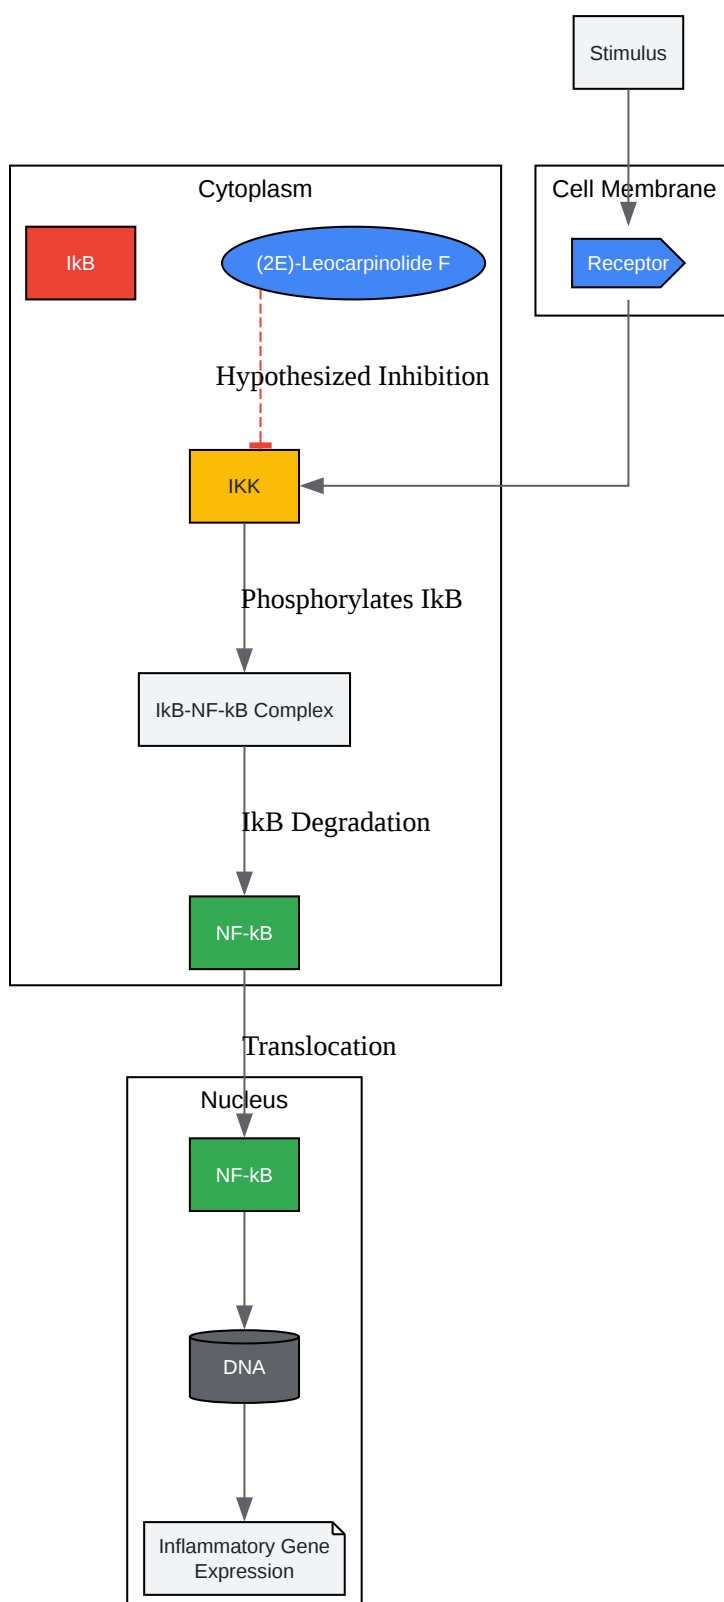 Stimulus
Cytoplasm
Cell Membrane
IkB
(2E)-Leocarpinolide F
Receptor
Hypothesized Inhibition
IKK
Phosphorylates IkB
IkB-NF-kB Complex
IkB Degradation
NF-kB
Translocation
Nucleus
NF-kB
DNA
Inflammatory Gene
Expression